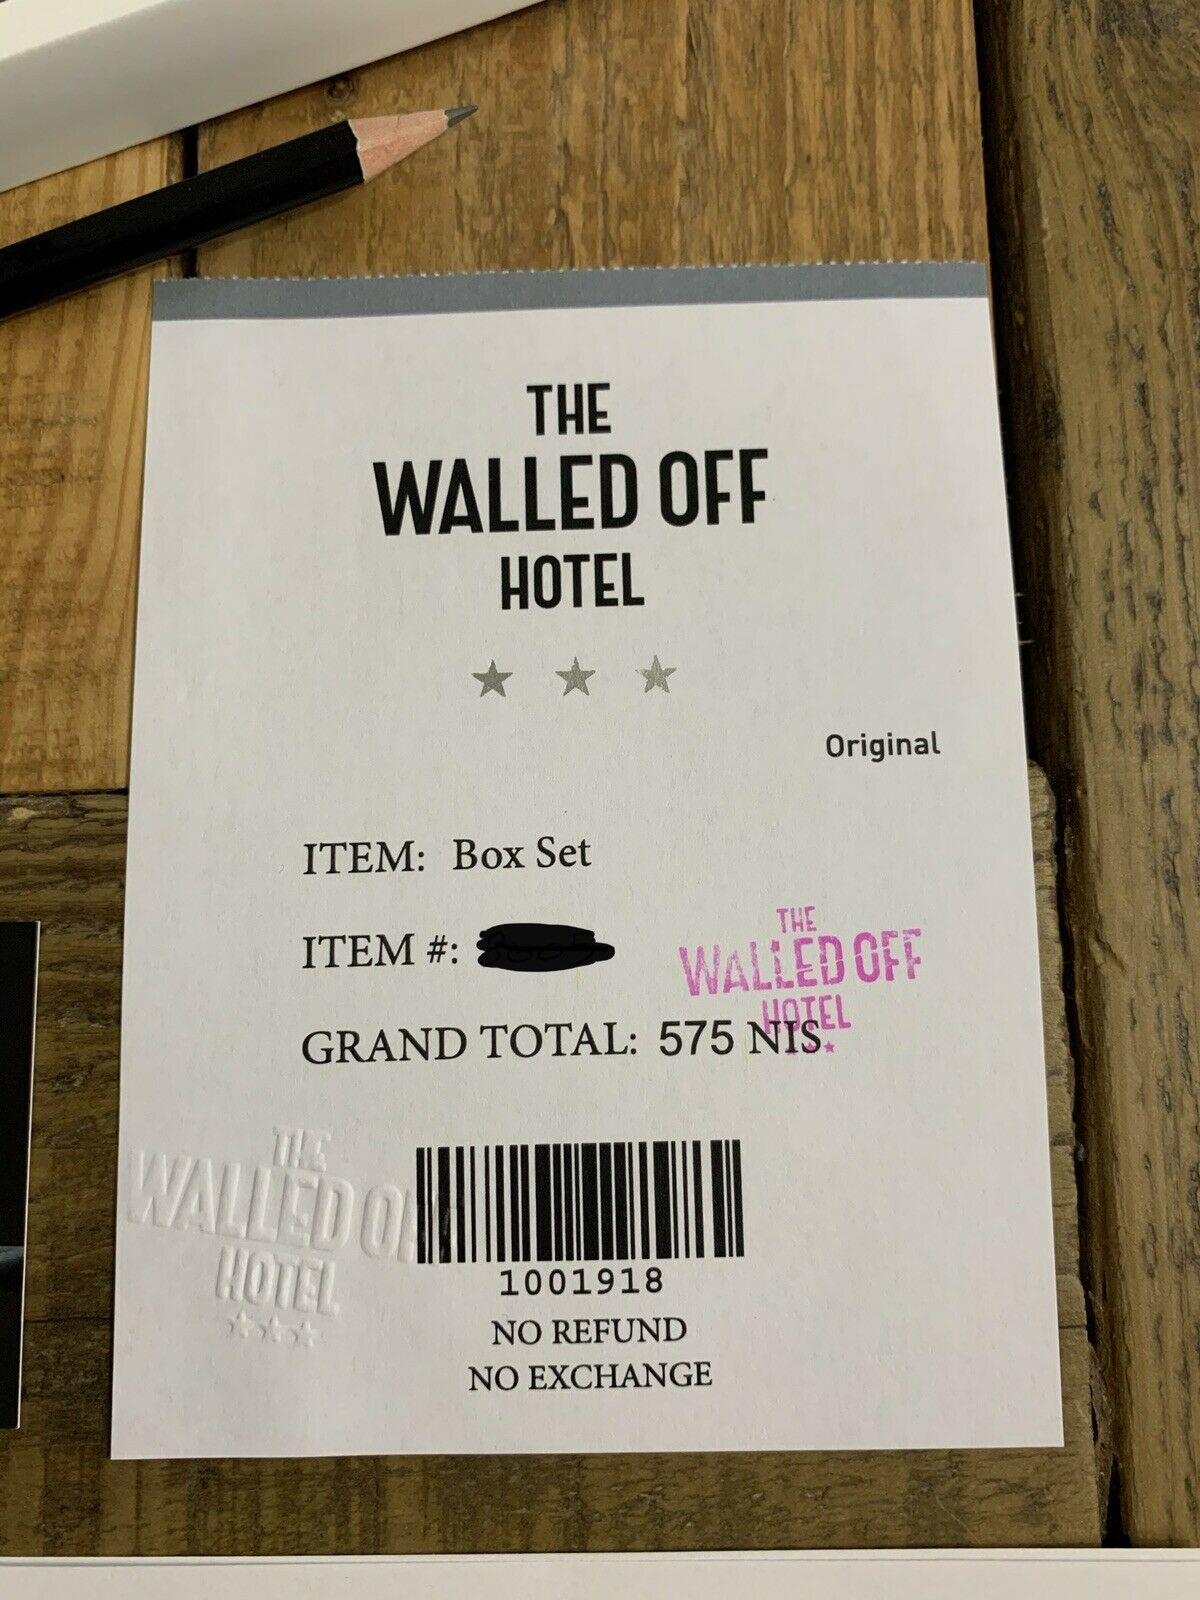 THE
WALLED OFF
HOTEL
Original
ITEM: Box Set
ITEM #:
THE
WALLED OFF
HOTEL
GRAND TOTAL: 575 NIS.
THE
WALLED OFF
HOTEL
1001918
NO REFUND
NO EXCHANGE